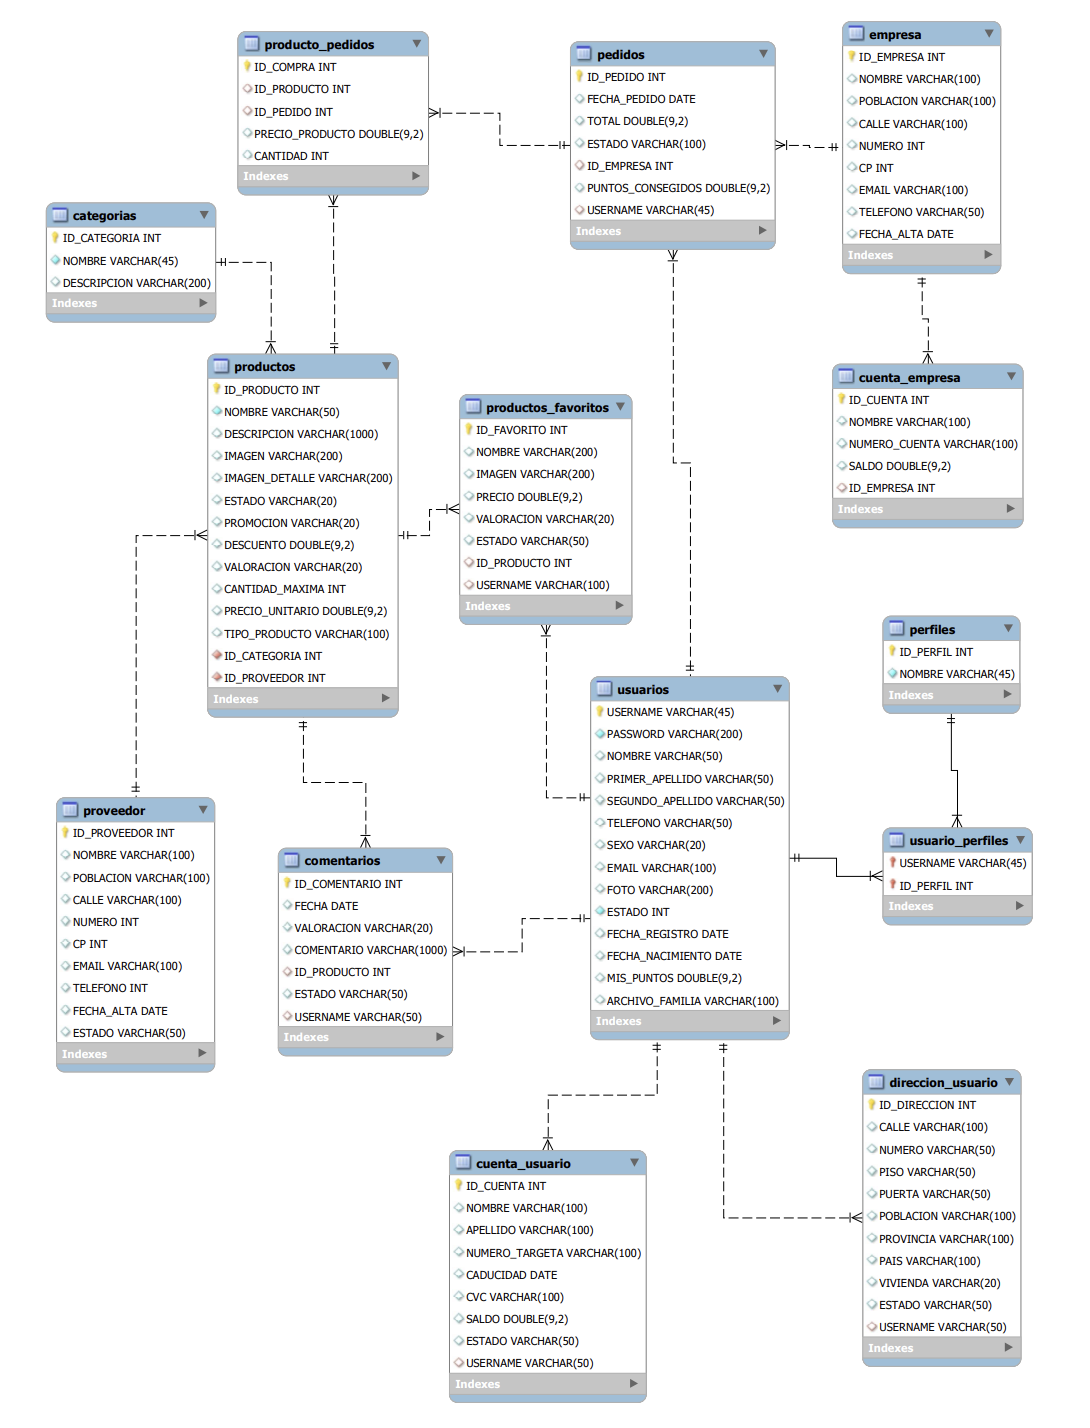 producto_pedidos
ID_COMPRA INT
ID_PRODUCTO INT
ID_PEDIDO INT
PRECIO_PRODUCTO DOUBLE(9,2)
CANTIDAD INT
Indexes
pedidos
ID_PEDIDO INT
FECHA_PEDIDO DATE
TOTAL DOUBLE(9,2)
ESTADO VARCHAR(100)
ID_EMPRESA INT
PUNTOS_CONSEGIDOS DOUBLE(9,2)
USERNAME VARCHAR(45)
Indexes
empresa
ID_EMPRESA INT
NOMBRE VARCHAR(100)
POBLACION VARCHAR(100)
CALLE VARCHAR(100)
NUMERO INT
CP INT
EMAIL VARCHAR(100)
TELEFONO VARCHAR(50)
FECHA_ALTA DATE
Indexes
categorias
ID_CATEGORIA INT
NOMBRE VARCHAR(45)
DESCRIPCION VARCHAR(200)
Indexes
productos
ID_PRODUCTO INT
NOMBRE VARCHAR(50)
DESCRIPCION VARCHAR(1000)
IMAGEN VARCHAR(200)
IMAGEN_DETALLE VARCHAR(200)
ESTADO VARCHAR(20)
PROMOCION VARCHAR(20)
DESCUENTO DOUBLE(9,2)
VALORACION VARCHAR(20)
CANTIDAD_MAXIMA INT
PRECIO_UNITARIO DOUBLE(9,2)
TIPO_PRODUCTO VARCHAR(100)
ID_CATEGORIA INT
ID_PROVEEDOR INT
Indexes
productos_favoritos
ID_FAVORITO INT
NOMBRE VARCHAR(200)
IMAGEN VARCHAR(200)
PRECIO DOUBLE(9,2)
VALORACION VARCHAR(20)
ESTADO VARCHAR(50)
ID_PRODUCTO INT
USERNAME VARCHAR(100)
Indexes
cuenta_empresa
ID_CUENTA INT
NOMBRE VARCHAR(100)
NUMERO_CUENTA VARCHAR(100)
SALDO DOUBLE(9,2)
ID_EMPRESA INT
Indexes
perfiles
ID_PERFIL INT
NOMBRE VARCHAR(45)
Indexes
usuarios
USERNAME VARCHAR(45)
PASSWORD VARCHAR(200)
NOMBRE VARCHAR(50)
PRIMER_APELLIDO VARCHAR(50)
SEGUNDO_APELLIDO VARCHAR(50)
TELEFONO VARCHAR(50)
SEXO VARCHAR(20)
EMAIL VARCHAR(100)
FOTO VARCHAR(200)
ESTADO INT
FECHA_REGISTRO DATE
FECHA_NACIMIENTO DATE
MIS_PUNTOS DOUBLE(9,2)
ARCHIVO_FAMILIA VARCHAR(100)
Indexes
usuario_perfiles
USERNAME VARCHAR(45)
ID_PERFIL INT
Indexes
proveedor
ID_PROVEEDOR INT
NOMBRE VARCHAR(100)
POBLACION VARCHAR(100)
CALLE VARCHAR(100)
NUMERO INT
CP INT
EMAIL VARCHAR(100)
TELEFONO INT
FECHA_ALTA DATE
ESTADO VARCHAR(50)
Indexes
comentarios
ID_COMENTARIO INT
FECHA DATE
VALORACION VARCHAR(20)
COMENTARIO VARCHAR(1000)
ID_PRODUCTO INT
ESTADO VARCHAR(50)
USERNAME VARCHAR(50)
Indexes
cuenta_usuario
ID_CUENTA INT
NOMBRE VARCHAR(100)
APELLIDO VARCHAR(100)
NUMERO_TARGETA VARCHAR(100)
CADUCIDAD DATE
CVC VARCHAR(100)
SALDO DOUBLE(9,2)
ESTADO VARCHAR(50)
USERNAME VARCHAR(50)
Indexes
direccion_usuario
ID_DIRECCION INT
CALLE VARCHAR(100)
NUMERO VARCHAR(50)
PISO VARCHAR(50)
PUERTA VARCHAR(50)
POBLACION VARCHAR(100)
PROVINCIA VARCHAR(100)
PAIS VARCHAR(100)
VIVIENDA VARCHAR(20)
ESTADO VARCHAR(50)
USERNAME VARCHAR(50)
Indexes